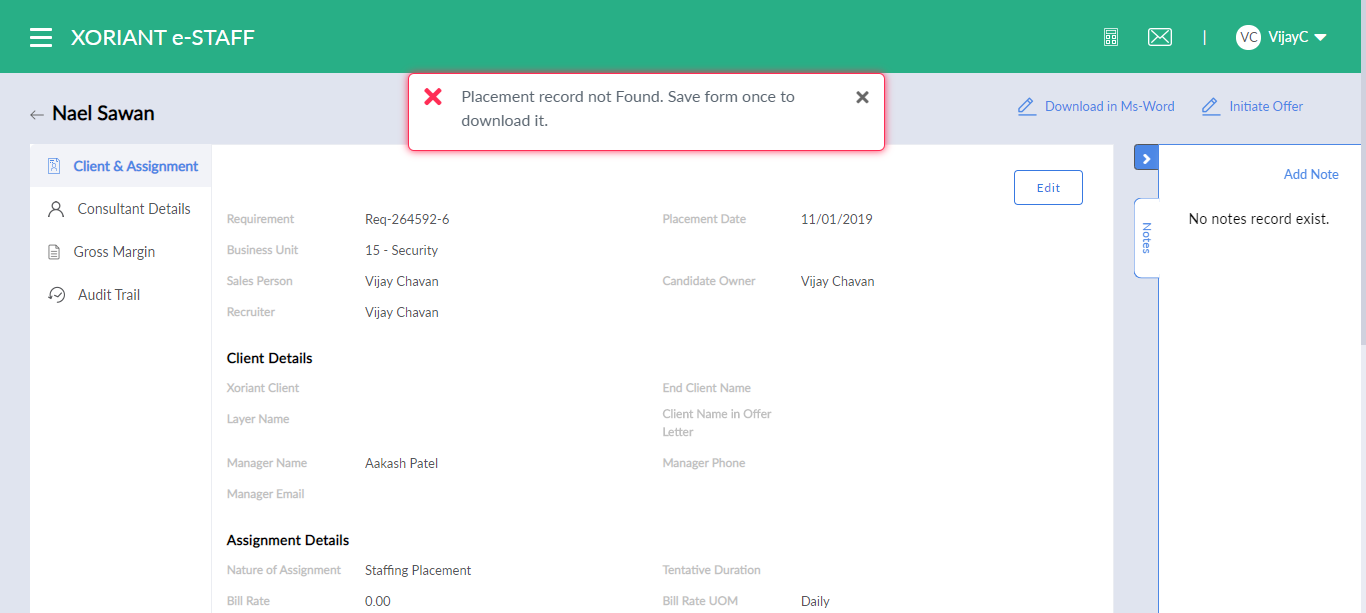 XORIANT e-STAFF
|
VC VijayC
Placement record not Found. Save form once to
download it.
Nael Sawan
Download in Ms-Word
Initiate Offer
Client & Assignment
Consultant Details
Gross Margin
Audit Trail
Edit
Requirement Req-264592-6 Placement Date 11/01/2019
Business Unit 15 - Security
Sales Person Vijay Chavan Candidate Owner Vijay Chavan
Recruiter Vijay Chavan
Client Details
Xoriant Client End Client Name
Layer Name Client Name in Offer
Letter
Manager Name Aakash Patel Manager Phone
Manager Email
Assignment Details
Nature of Assignment Staffing Placement Tentative Duration
Bill Rate 0.00 Bill Rate UOM Daily
Notes
Add Note
No notes record exist.